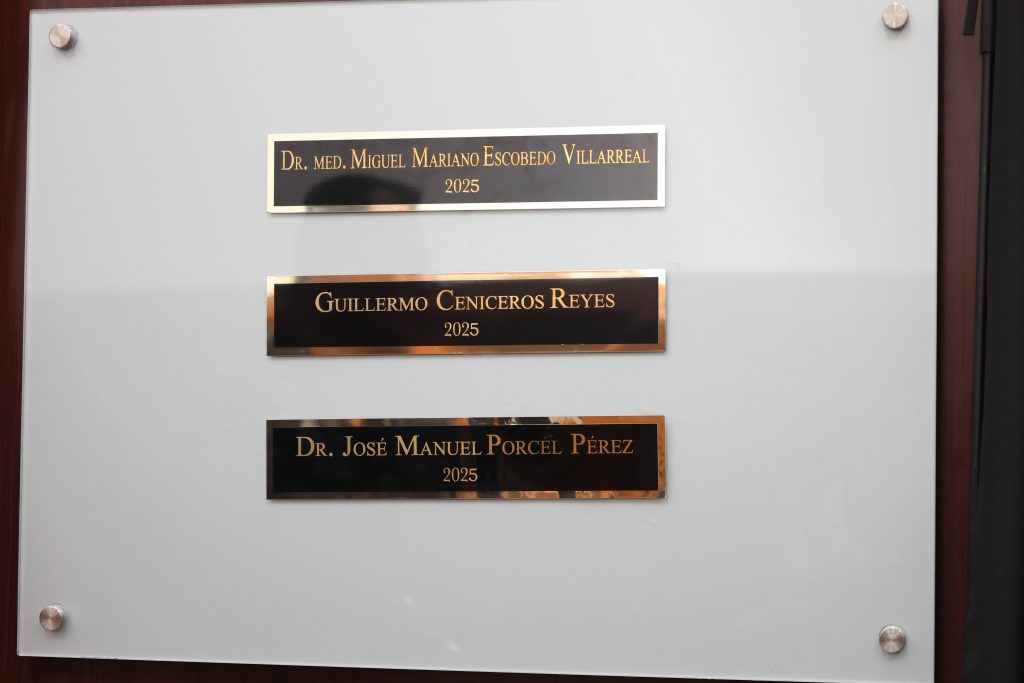 Dr. med. Miguel Mariano Escobedo Villarreal
2025
Guillermo Ceniceros Reyes
2025
Dr. José Manuel Porcel Pérez
2025